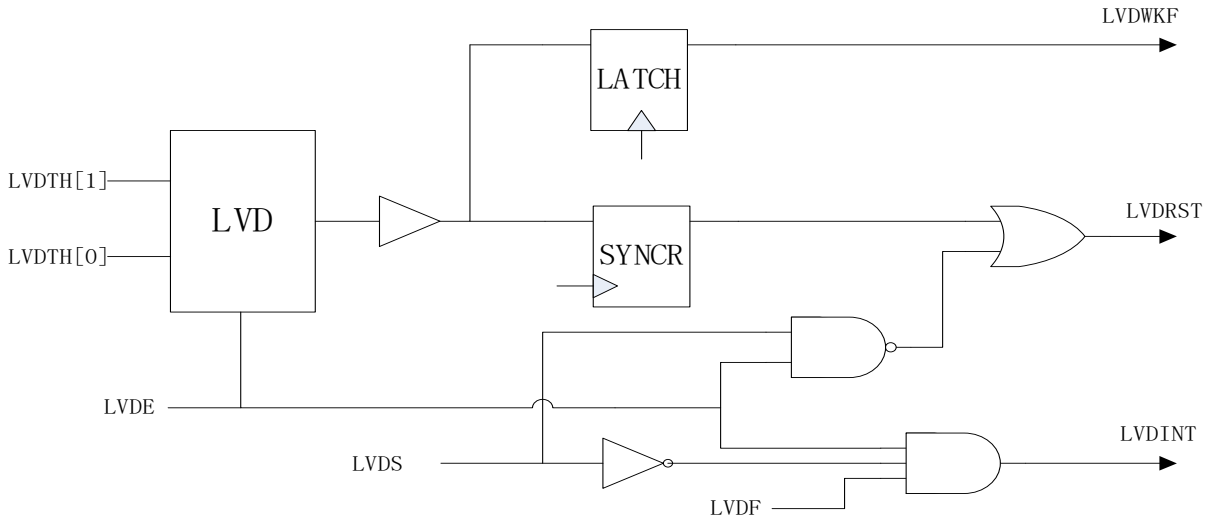 LVDWKF
LATCH
LVDTH[1]
LVD
LVDRST
LVDTH[0]
SYNCR
LVDE
LVDINT
LVDS
LVDF